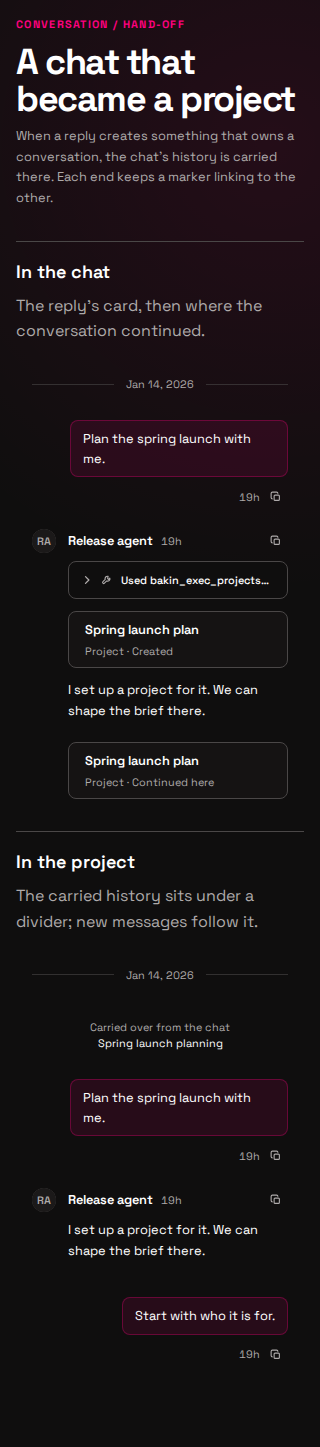 CONVERSATION / HAND-OFF
A chat that
became a project
When a reply creates something that owns a
conversation, the chat's history is carried
there. Each end keeps a marker linking to the
other.
In the chat
The reply's card, then where the
conversation continued.
Jan 14, 2026
Plan the spring launch with
me.
19h
RA Release agent 19h
Used bakin_exec_projects…
Spring launch plan
Project · Created
I set up a project for it. We can
shape the brief there.
Spring launch plan
Project · Continued here
In the project
The carried history sits under a
divider; new messages follow it.
Jan 14, 2026
Carried over from the chat
Spring launch planning
Plan the spring launch with
me.
19h
RA Release agent 19h
I set up a project for it. We can
shape the brief there.
Start with who it is for.
19h